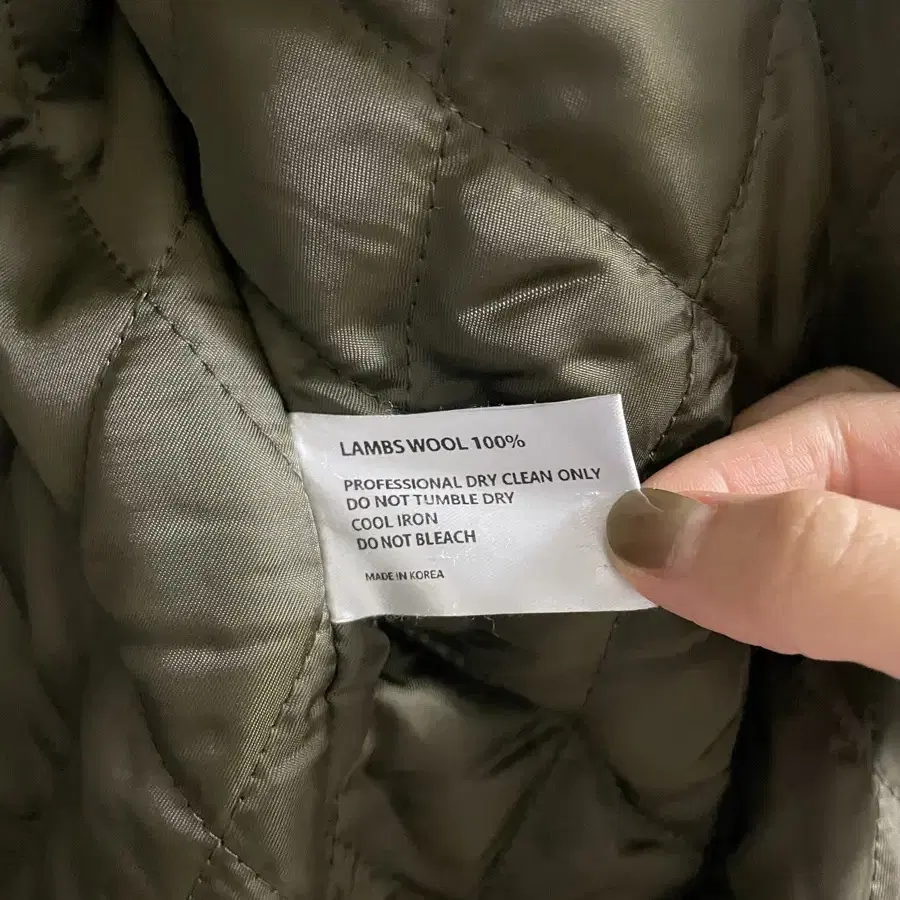 LAMBS WOOL 100%
PROFESSIONAL DRY CLEAN ONLY
DO NOT TUMBLE DRY
COOL IRON
DO NOT BLEACH
MADE IN KOREA